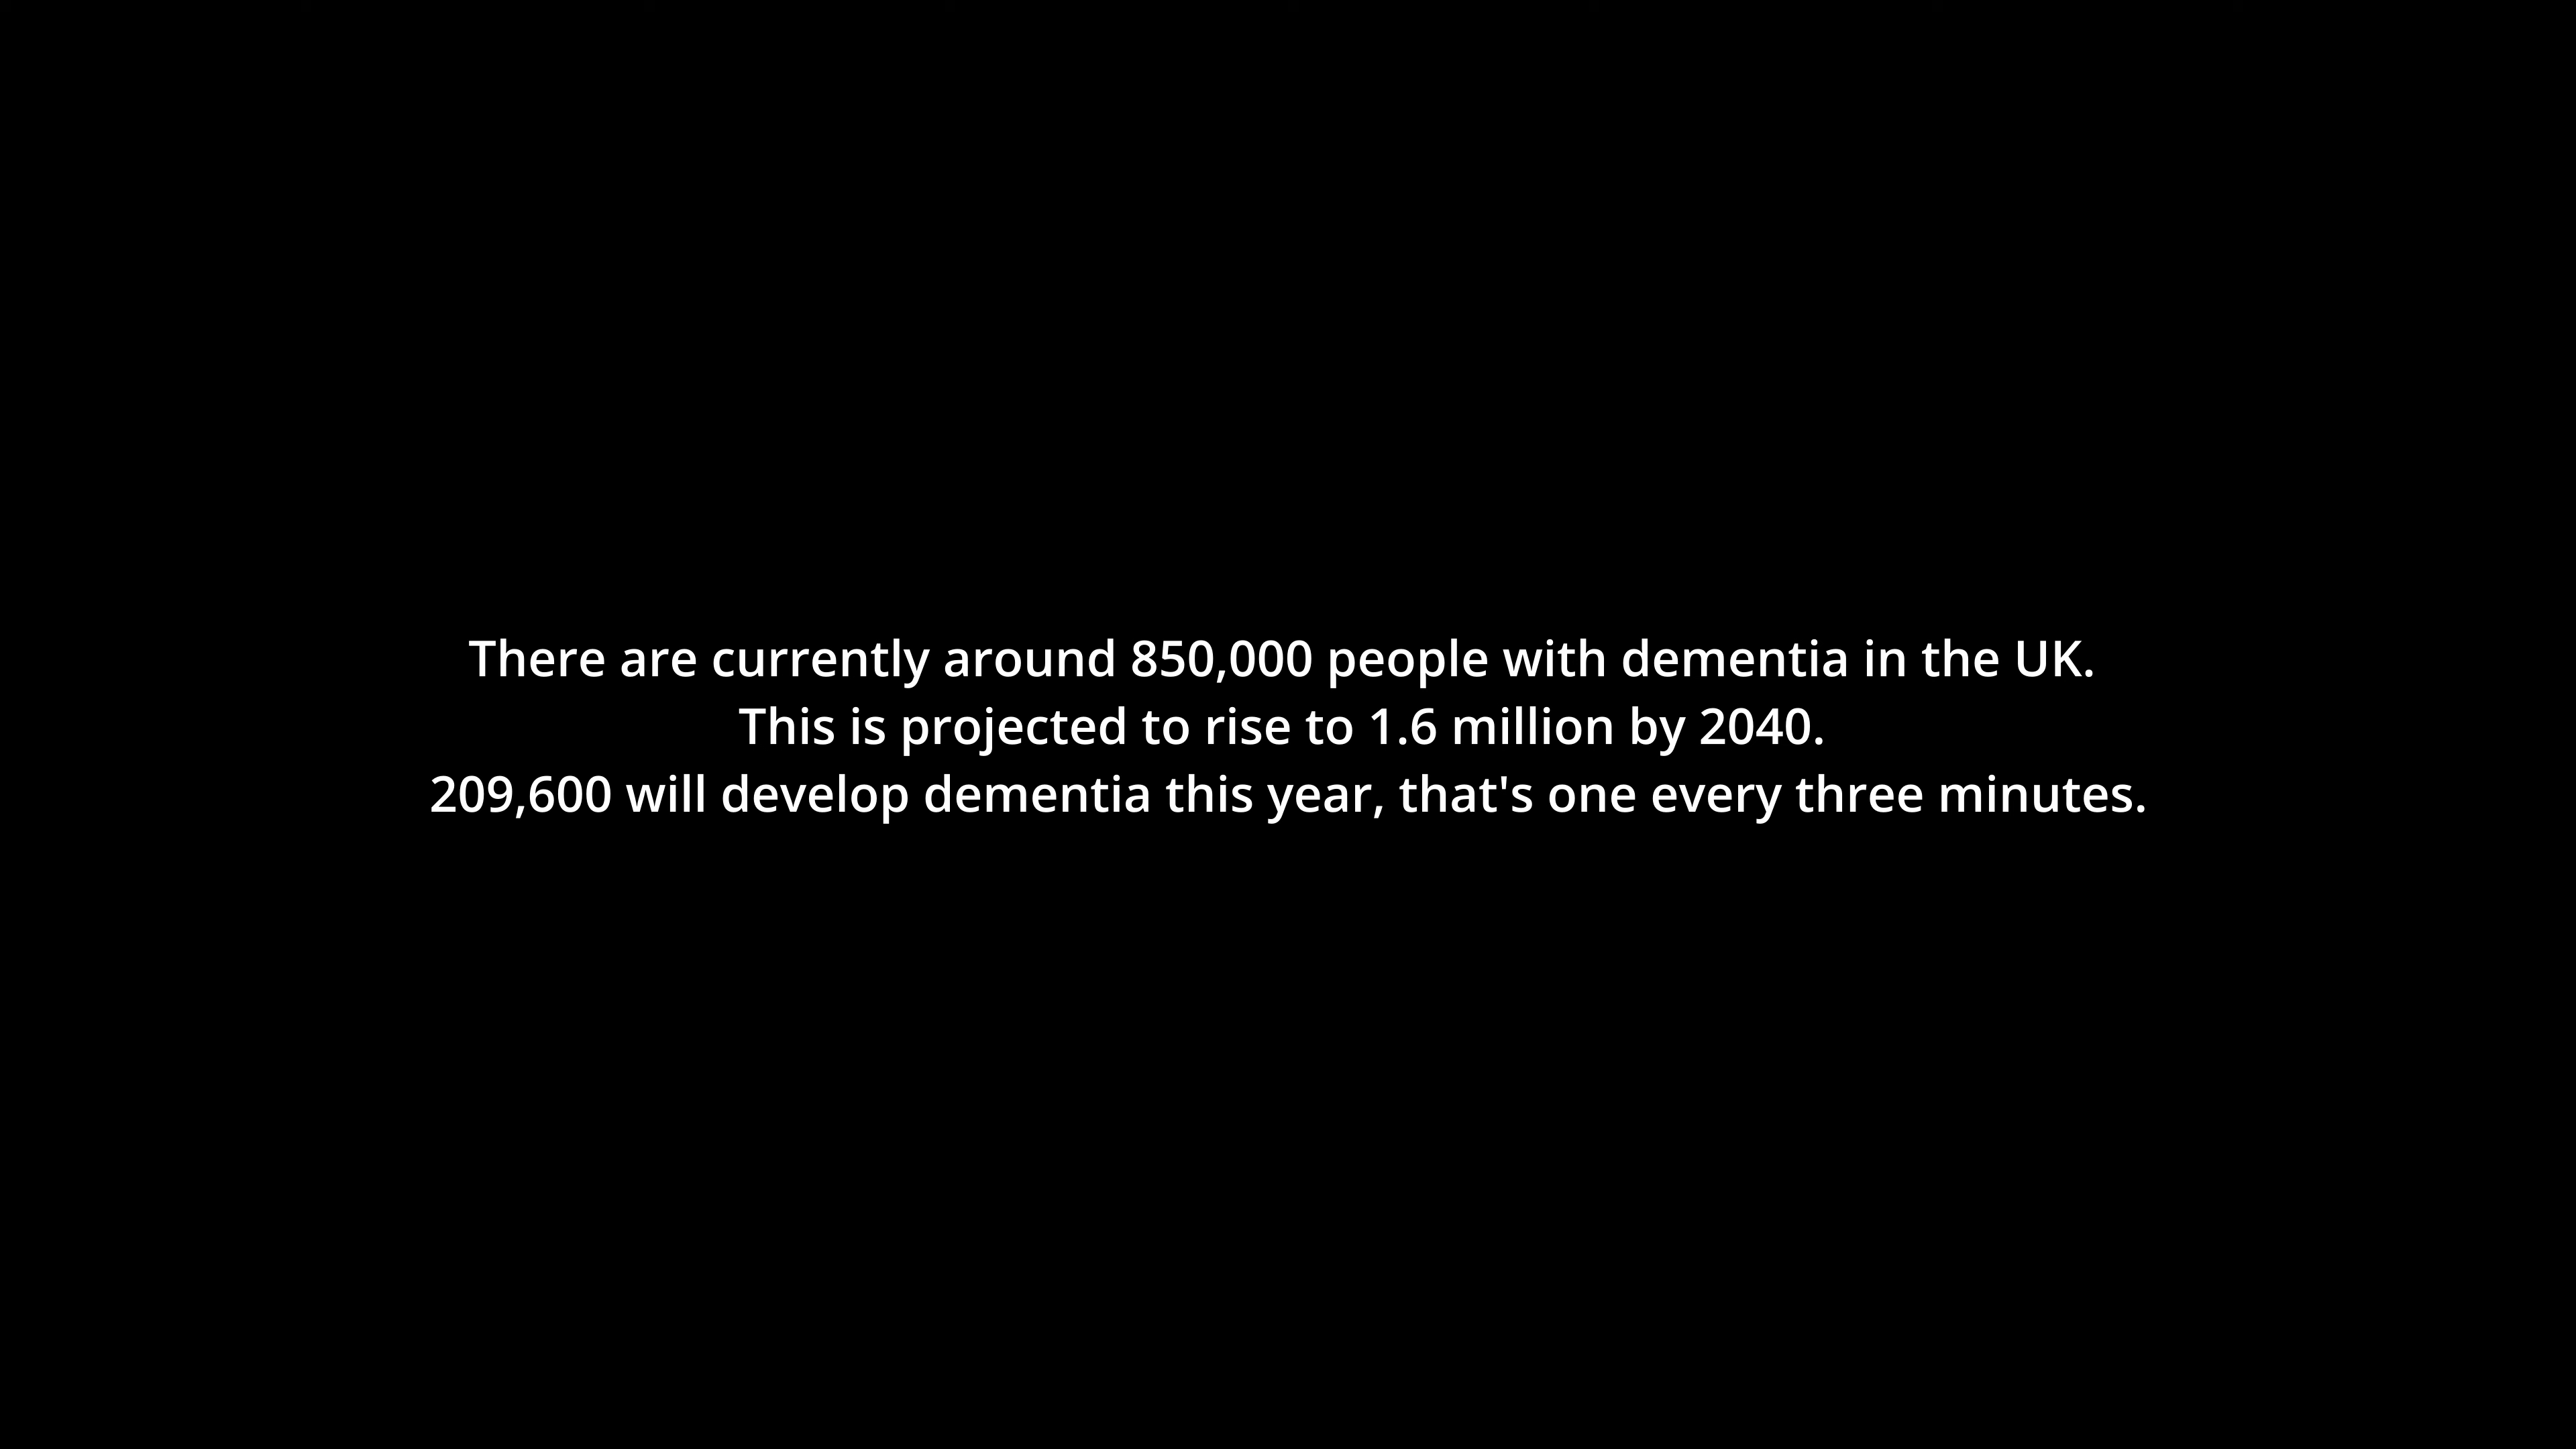 There are currently around 850,000 people with dementia in the UK.
This is projected to rise to 1.6 million by 2040.
209,600 will develop dementia this year, that's one every three minutes.